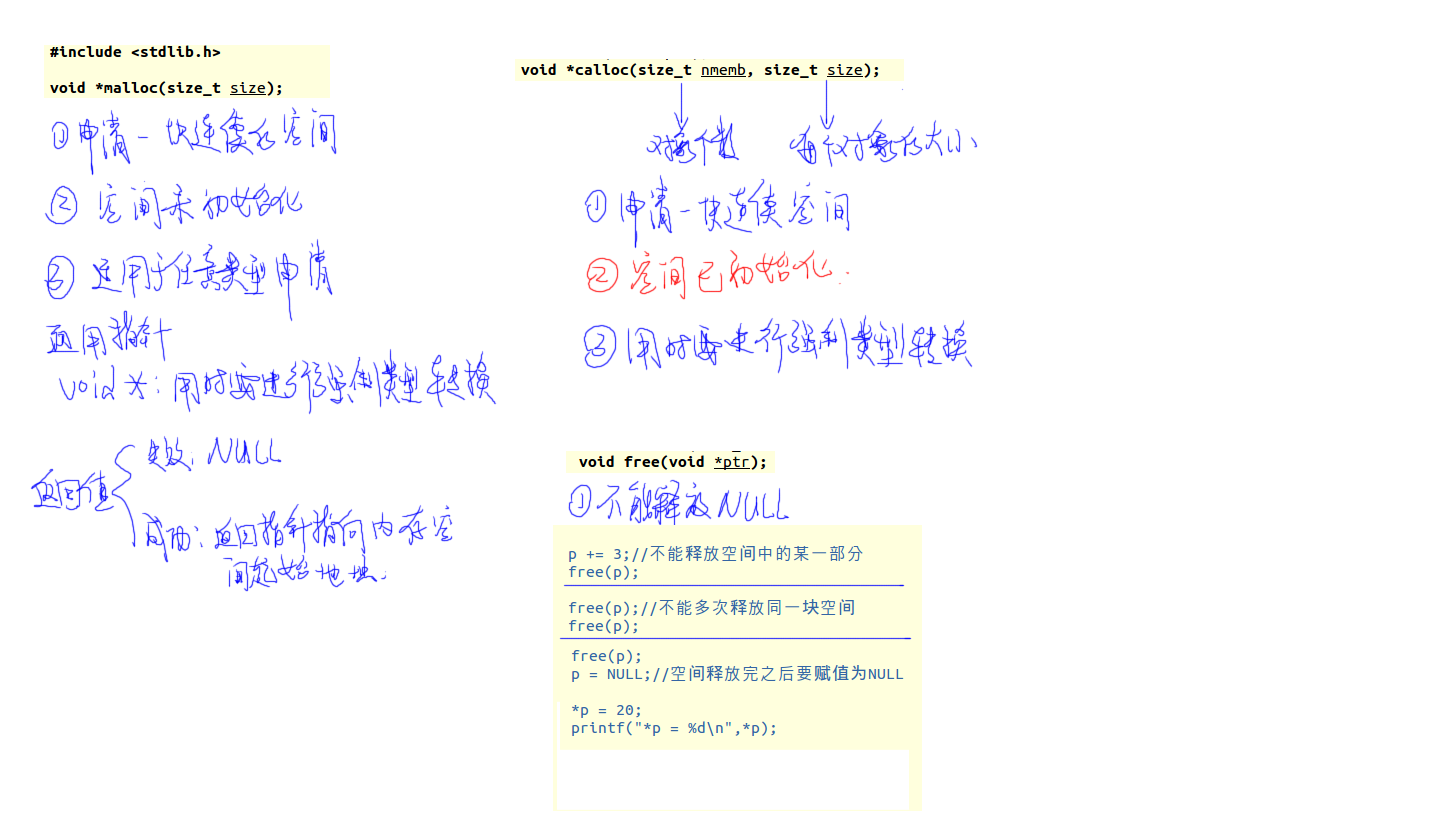 #include <stdlib.h>
void *malloc(size_t size);
①申请一块连续的空间
②空间未初始化
③适用于任意类型申请
通用指针
void *：用时需进行强制类型转换
返回值
失败：NULL
成功：返回指针指向内存空
间起始地址.
void *calloc(size_t nmemb, size_t size);
对象个数 每个对象的大小
①申请一块连续空间
②空间已初始化.
③用时要进行强制类型转换
void free(void *ptr);
①不能释放NULL
p += 3;//不能释放空间中的某一部分
free(p);
free(p);//不能多次释放同一块空间
free(p);
free(p);
p = NULL;//空间释放完之后要赋值为NULL
*p = 20;
printf("*p = %d\n",*p);